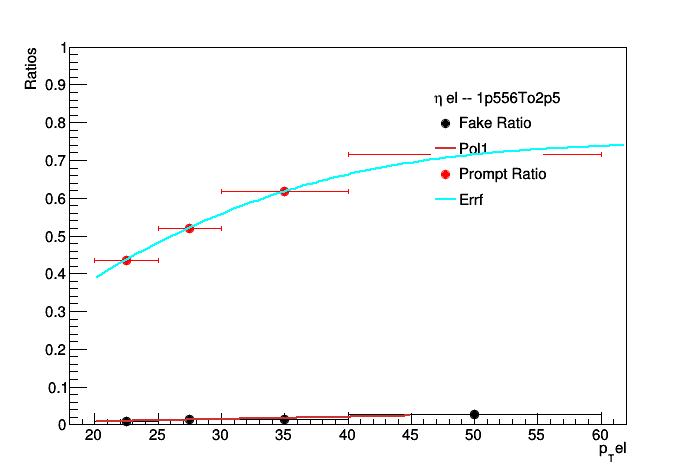 Ratios
1
0.9
0.8
0.7
0.6
0.5
0.4
0.3
0.2
0.1
0
η el -- 1p556To2p5
Fake Ratio
Pol1
Prompt Ratio
Errf
20 25 30 35 40 45 50 55 60
p_T el